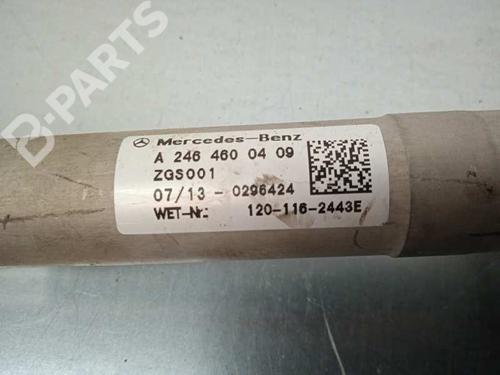 B-PARTS
Mercedes-Benz
A 246 460 04 09
ZGS001
07/13 - 0296424
WET-Nr: 120-116-2443E